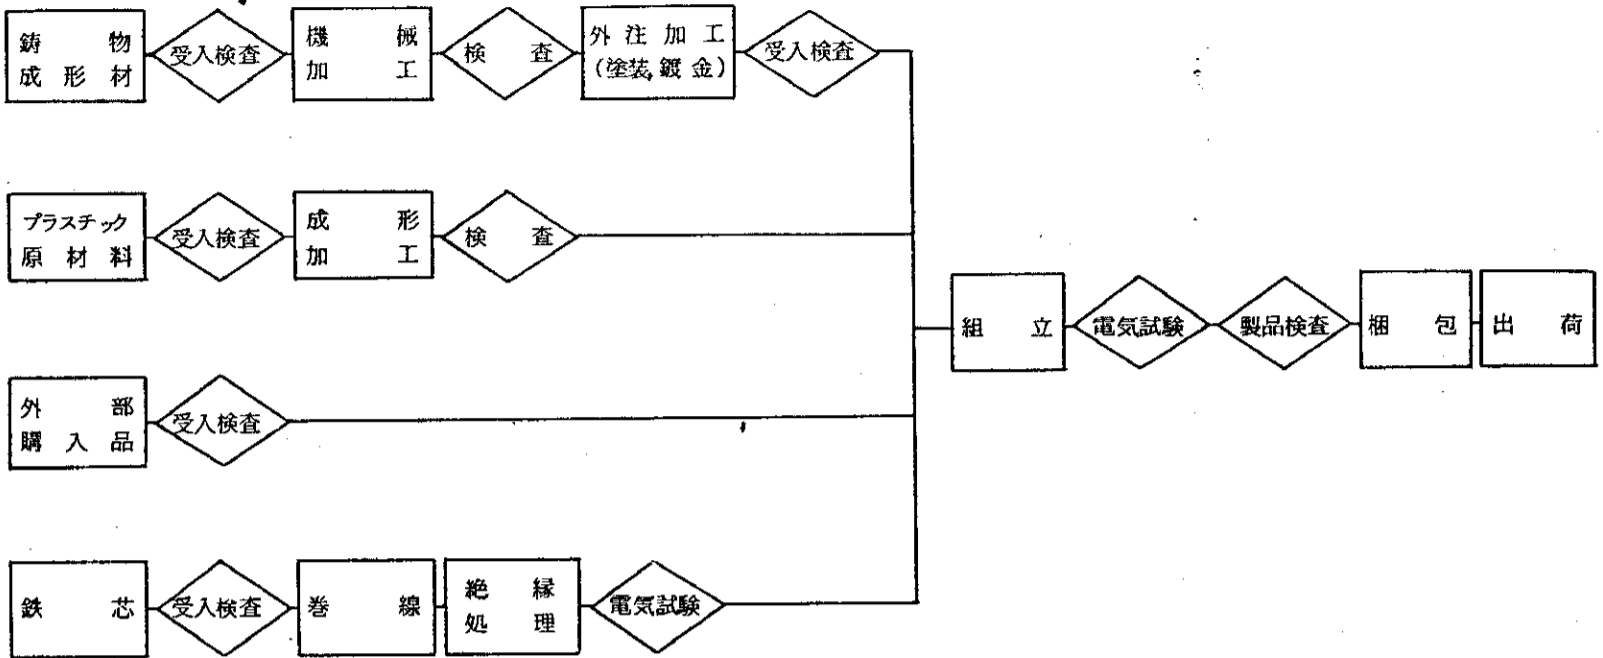 鋳物
成形材
受入検査
機械
加工
検査
外注加工
(塗装,鍍金)
受入検査
プラスチック
原材料
受入検査
成形
加工
検査
外部
購入品
受入検査
鉄芯
受入検査
巻線
絶縁
処理
電気試験
組立
電気試験
製品検査
梱包
出荷